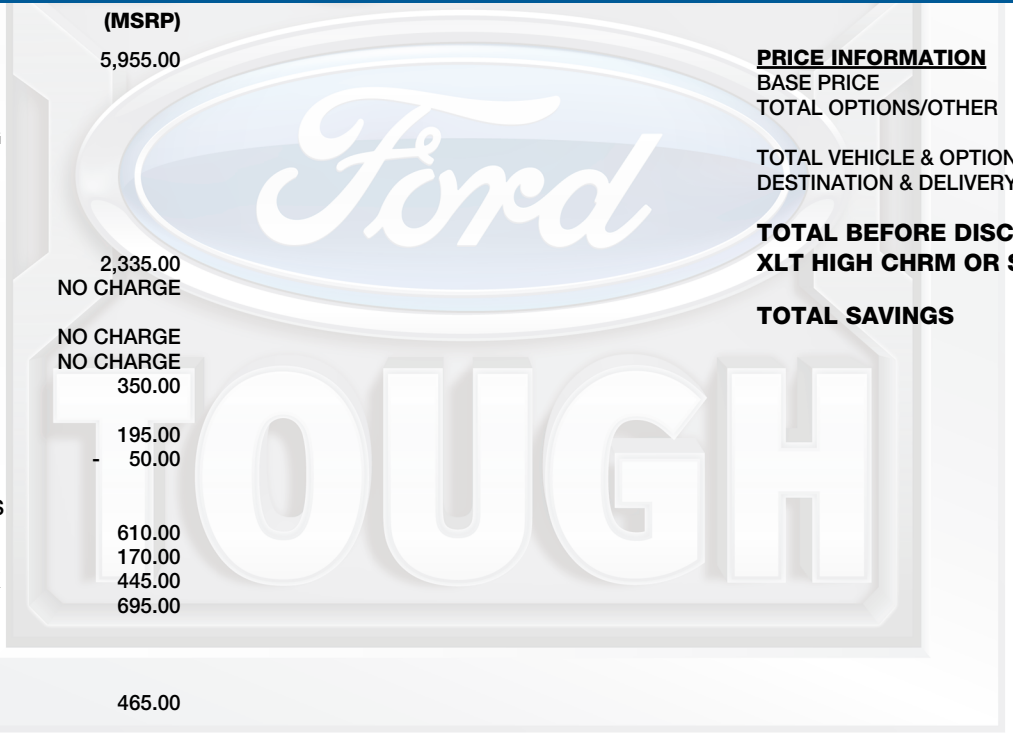 (MSRP)
5,955.00
2,335.00
NO CHARGE
NO CHARGE
NO CHARGE
350.00
195.00
- 50.00
S
610.00
170.00
445.00
695.00
465.00
PRICE INFORMATION
BASE PRICE
TOTAL OPTIONS/OTHER
TOTAL VEHICLE & OPTION
DESTINATION & DELIVERY
TOTAL BEFORE DISC
XLT HIGH CHRM OR S
TOTAL SAVINGS
Ford
TOUGH